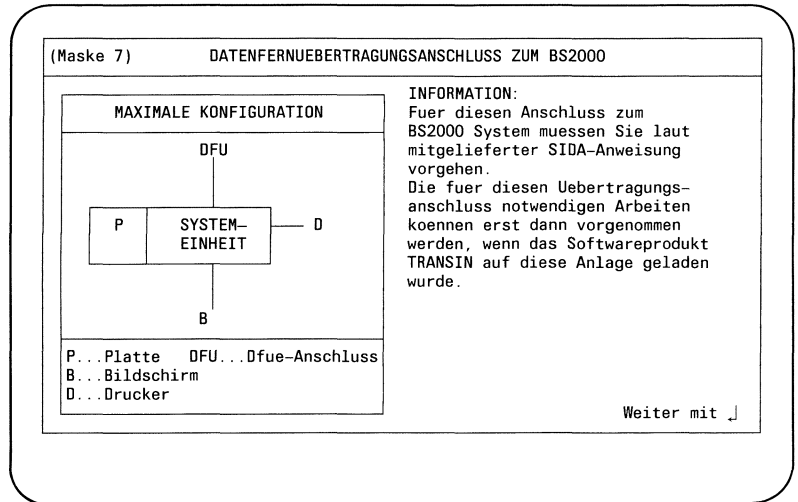 (Maske 7) DATENFERNUEBERTRAGUNGSANSCHLUSS ZUM BS2000
MAXIMALE KONFIGURATION
DFU
P SYSTEM- D
EINHEIT
B
P...Platte DFU...Dfue-Anschluss
B...Bildschirm
D...Drucker
INFORMATION:
Fuer diesen Anschluss zum
BS2000 System muessen Sie laut
mitgelieferter SIDA-Anweisung
vorgehen.
Die fuer diesen Uebertragungs-
anschluss notwendigen Arbeiten
koennen erst dann vorgenommen
werden, wenn das Softwareprodukt
TRANSIN auf diese Anlage geladen
wurde.
Weiter mit ↵